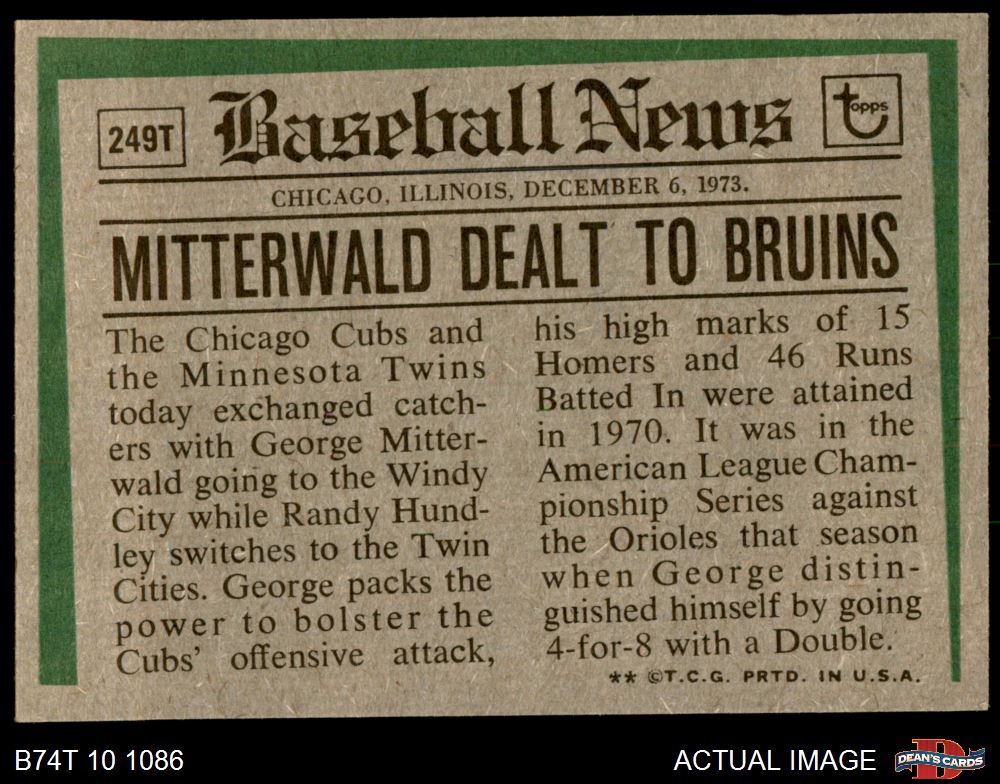 249T
Baseball News
topps
CHICAGO, ILLINOIS, DECEMBER 6, 1973.
MITTERWALD DEALT TO BRUINS
The Chicago Cubs and
the Minnesota Twins
today exchanged catch-
ers with George Mitter-
wald going to the Windy
City while Randy Hund-
ley switches to the Twin
Cities. George packs the
power to bolster the
Cubs' offensive attack,
his high marks of 15
Homers and 46 Runs
Batted In were attained
in 1970. It was in the
American League Cham-
pionship Series against
the Orioles that season
when George distin-
guished himself by going
4-for-8 with a Double.
** ©T.C.G. PRTD. IN U.S.A.
B74T 10 1086
ACTUAL IMAGE
D
DEAN'S CARDS